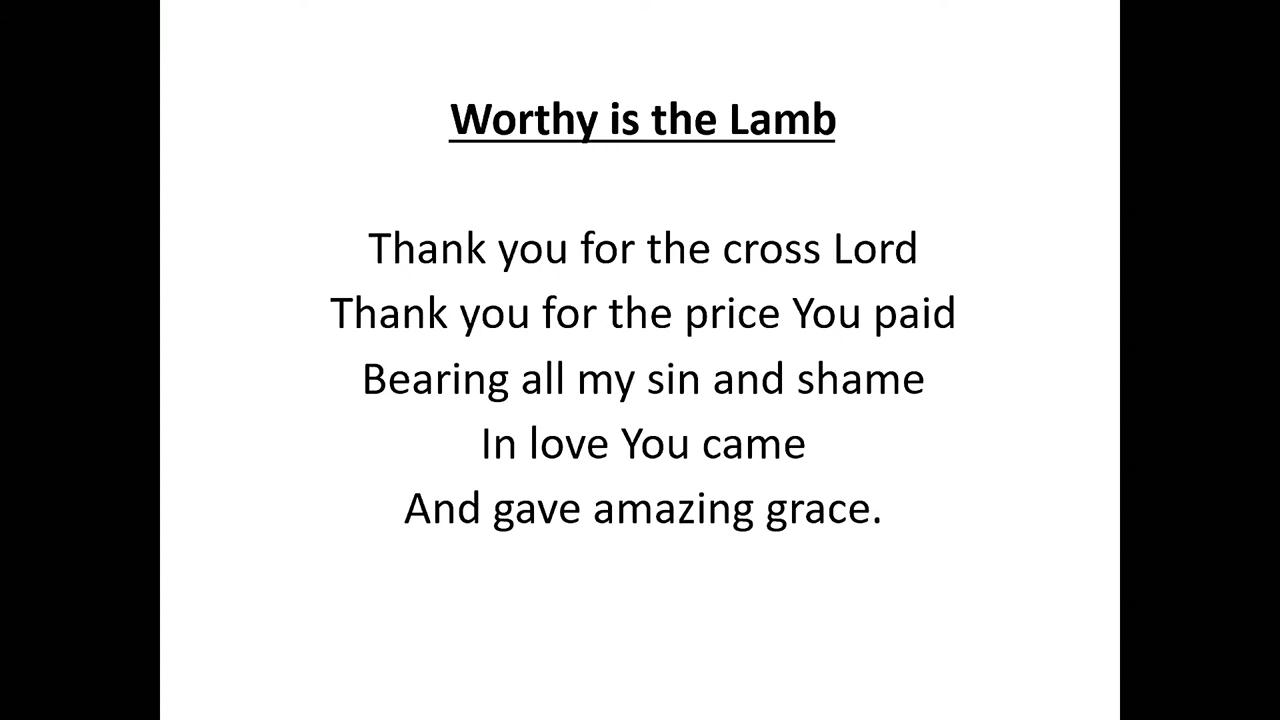 Worthy is the Lamb
Thank you for the cross Lord
Thank you for the price You paid
Bearing all my sin and shame
In love You came
And gave amazing grace.